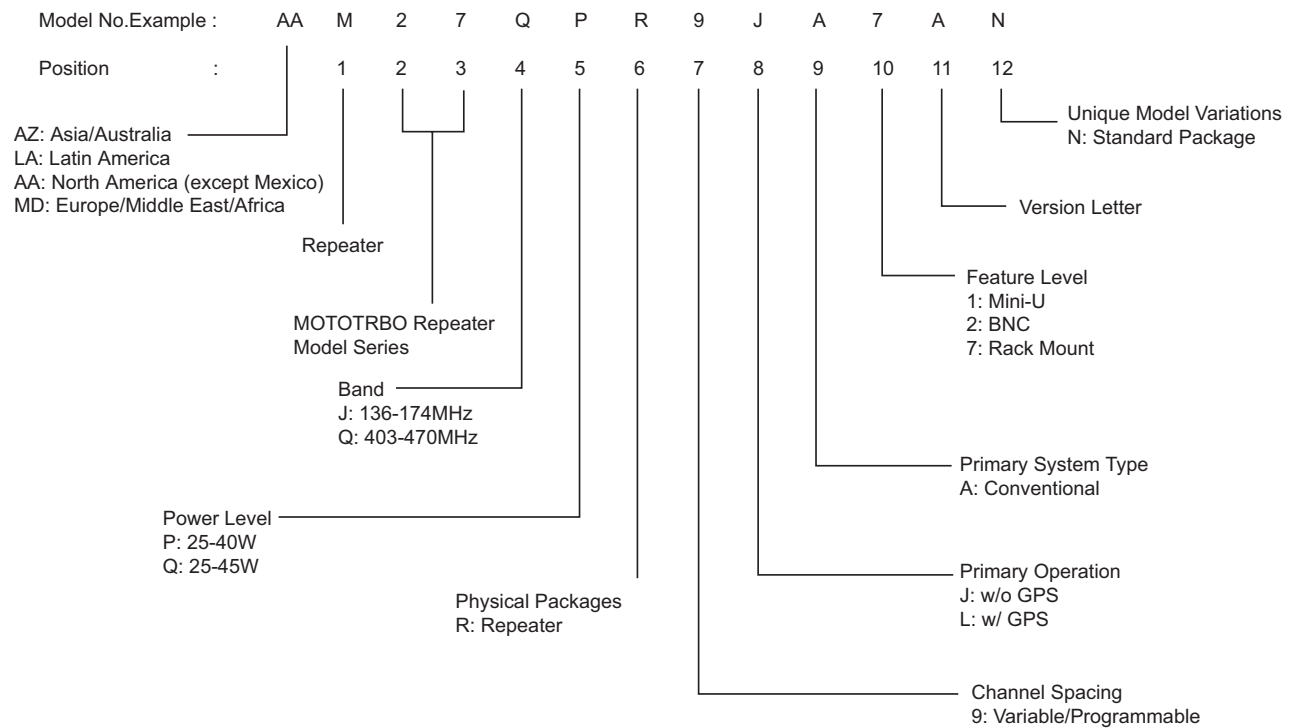 Model No.Example : AA M 2 7 Q P R 9 J A 7 A N
Position : 1 2 3 4 5 6 7 8 9 10 11 12
Unique Model Variations
N: Standard Package
AZ: Asia/Australia
LA: Latin America
AA: North America (except Mexico)
MD: Europe/Middle East/Africa
Version Letter
Repeater
Feature Level
1: Mini-U
2: BNC
7: Rack Mount
MOTOTRBO Repeater
Model Series
Band
J: 136-174MHz
Q: 403-470MHz
Primary System Type
A: Conventional
Power Level
P: 25-40W
Q: 25-45W
Primary Operation
J: w/o GPS
L: w/ GPS
Physical Packages
R: Repeater
Channel Spacing
9: Variable/Programmable